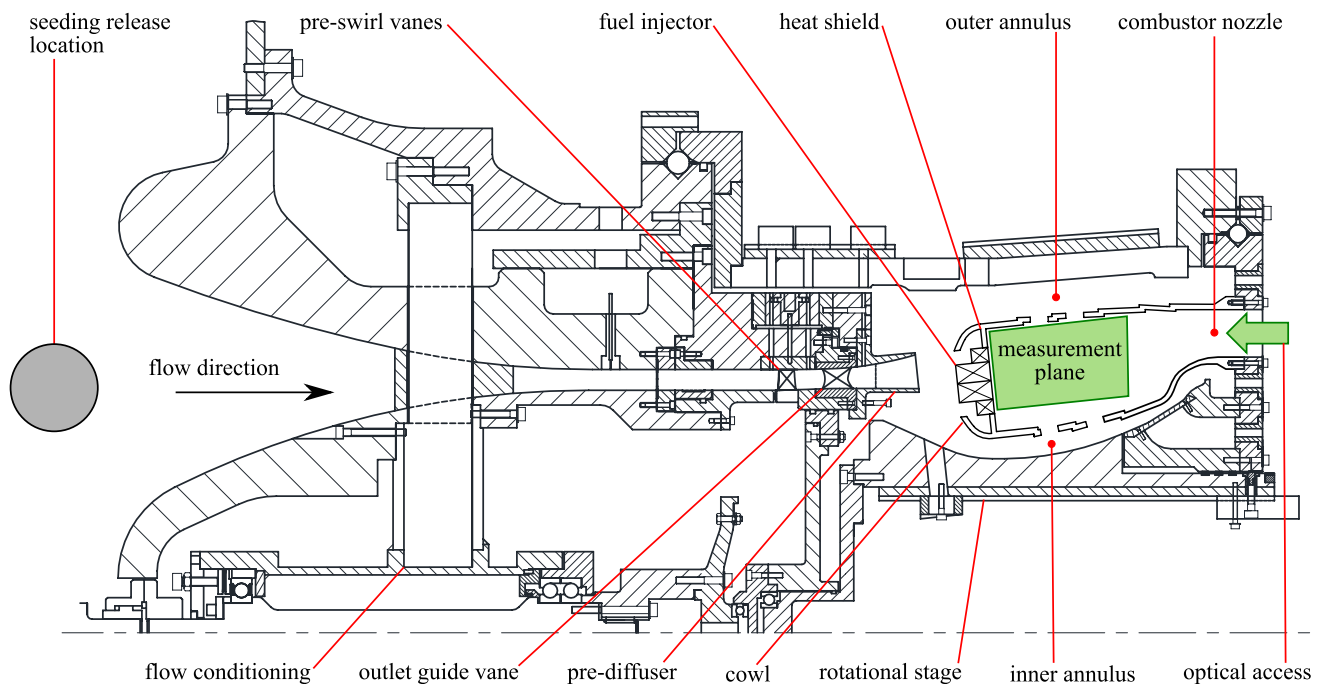 seeding release
location
pre-swirl vanes
fuel injector
heat shield
outer annulus
combustor nozzle
flow direction
measurement
plane
flow conditioning
outlet guide vane
pre-diffuser
cowl
rotational stage
inner annulus
optical access